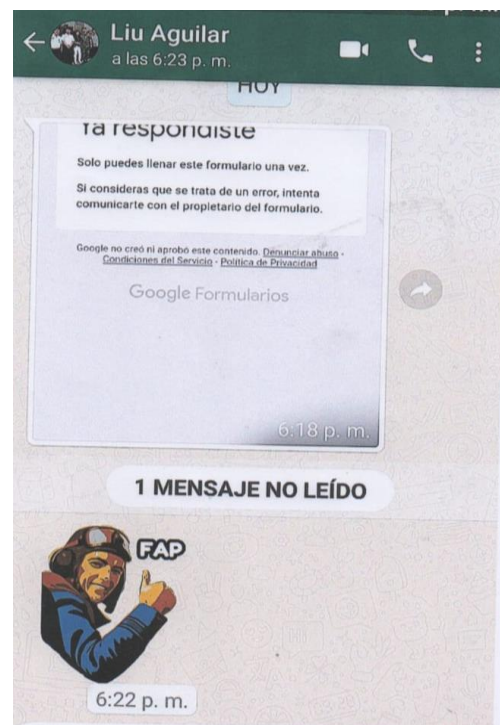 Liu Aguilar
a las 6:23 p. m.
HOY
Ya respondiste
Solo puedes llenar este formulario una vez.
Si consideras que se trata de un error, intenta
comunicarte con el propietario del formulario.
Google no creó ni aprobó este contenido. Denunciar abuso -
Condiciones del Servicio - Política de Privacidad
Google Formularios
6:18 p. m.
1 MENSAJE NO LEÍDO
FAP
6:22 p. m.